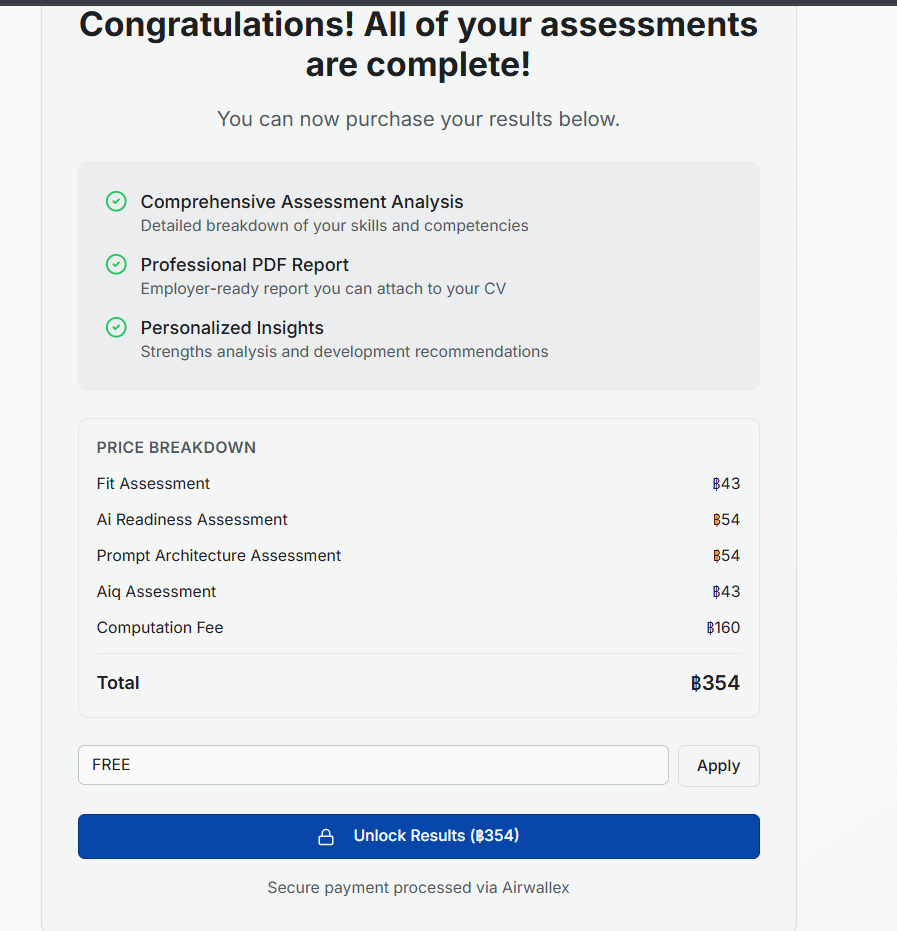 Congratulations! All of your assessments
are complete!
You can now purchase your results below.
Comprehensive Assessment Analysis
Detailed breakdown of your skills and competencies
Professional PDF Report
Employer-ready report you can attach to your CV
Personalized Insights
Strengths analysis and development recommendations
PRICE BREAKDOWN
Fit Assessment ฿43
Ai Readiness Assessment ฿54
Prompt Architecture Assessment ฿54
Aiq Assessment ฿43
Computation Fee ฿160
Total ฿354
FREE Apply
Unlock Results (฿354)
Secure payment processed via Airwallex